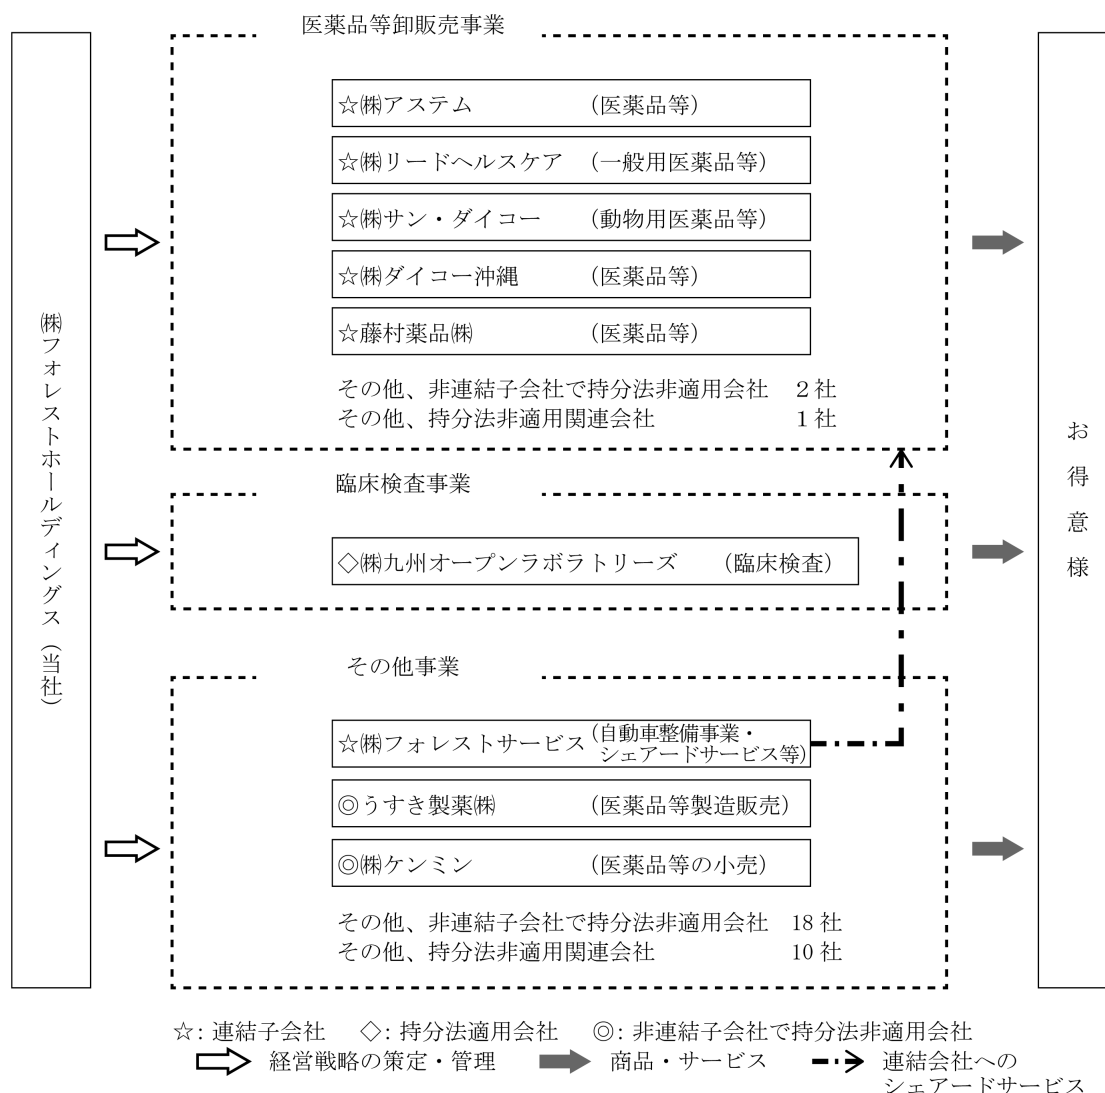 医薬品等卸販売事業
☆㈱アステム （医薬品等）
☆㈱リードヘルスケア （一般用医薬品等）
☆㈱サン・ダイコー （動物用医薬品等）
☆㈱ダイコー沖縄 （医薬品等）
☆藤村薬品㈱ （医薬品等）
その他、非連結子会社で持分法非適用会社 ２社
その他、持分法非適用関連会社 １社
㈱フォレストホールディングス（当社）
お得意様
臨床検査事業
◇㈱九州オープンラボラトリーズ （臨床検査）
その他事業
☆㈱フォレストサービス（自動車整備事業・
シェアードサービス等）
◎うすき製薬㈱ （医薬品等製造販売）
◎㈱ケンミン （医薬品等の小売）
その他、非連結子会社で持分法非適用会社 18社
その他、持分法非適用関連会社 10社
☆：連結子会社 ◇：持分法適用会社 ◎：非連結子会社で持分法非適用会社
経営戦略の策定・管理 商品・サービス 連結会社への
シェアードサービス